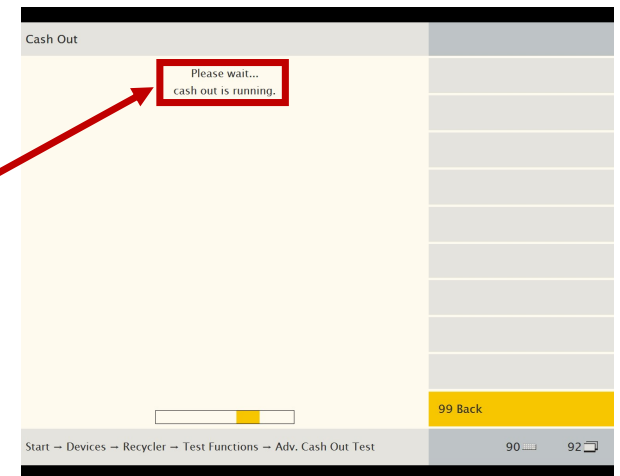 Cash Out
Please wait...
cash out is running.
99 Back
Start → Devices → Recycler → Test Functions → Adv. Cash Out Test
90 92